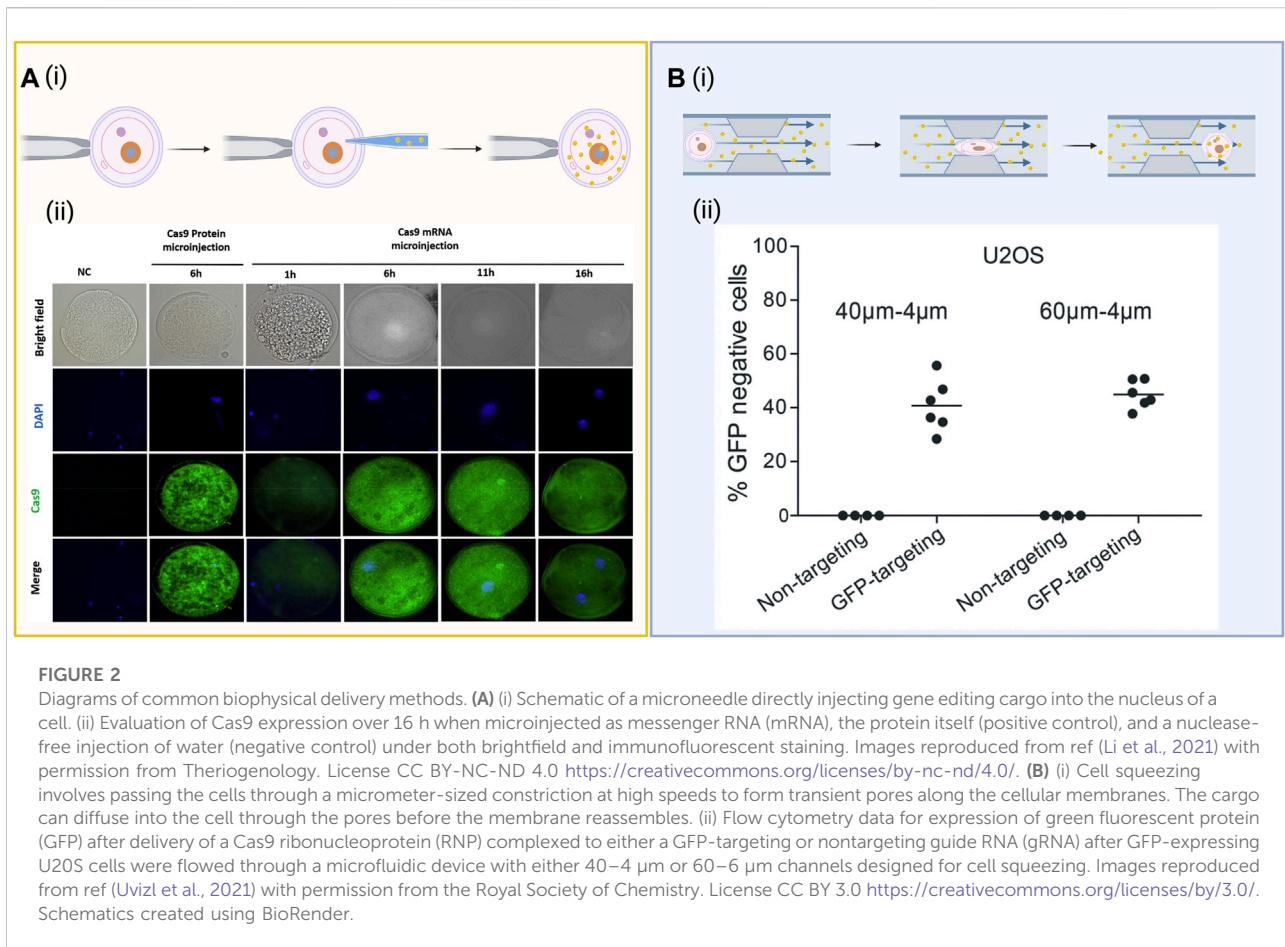 A (i)
(ii)
Cas9 Protein
microinjection
Cas9 mRNA
microinjection
NC
6h
1h
6h
11h
16h
Bright field
DAPI
Cas9
Merge
B (i)
(ii)
U2OS
40µm-4µm
60µm-4µm
% GFP negative cells
100
80
60
40
20
0
Non-targeting
GFP-targeting
Non-targeting
GFP-targeting
FIGURE 2
Diagrams of common biophysical delivery methods. (A) (i) Schematic of a microneedle directly injecting gene editing cargo into the nucleus of a
cell. (ii) Evaluation of Cas9 expression over 16 h when microinjected as messenger RNA (mRNA), the protein itself (positive control), and a nuclease-
free injection of water (negative control) under both brightfield and immunofluorescent staining. Images reproduced from ref (Li et al., 2021) with
permission from Theriogenology. License CC BY-NC-ND 4.0 https://creativecommons.org/licenses/by-nc-nd/4.0/. (B) (i) Cell squeezing
involves passing the cells through a micrometer-sized constriction at high speeds to form transient pores along the cellular membranes. The cargo
can diffuse into the cell through the pores before the membrane reassembles. (ii) Flow cytometry data for expression of green fluorescent protein
(GFP) after delivery of a Cas9 ribonucleoprotein (RNP) complexed to either a GFP-targeting or nontargeting guide RNA (gRNA) after GFP-expressing
U20S cells were flowed through a microfluidic device with either 40–4 µm or 60–6 µm channels designed for cell squeezing. Images reproduced
from ref (Uvizl et al., 2021) with permission from the Royal Society of Chemistry. License CC BY 3.0 https://creativecommons.org/licenses/by/3.0/.
Schematics created using BioRender.